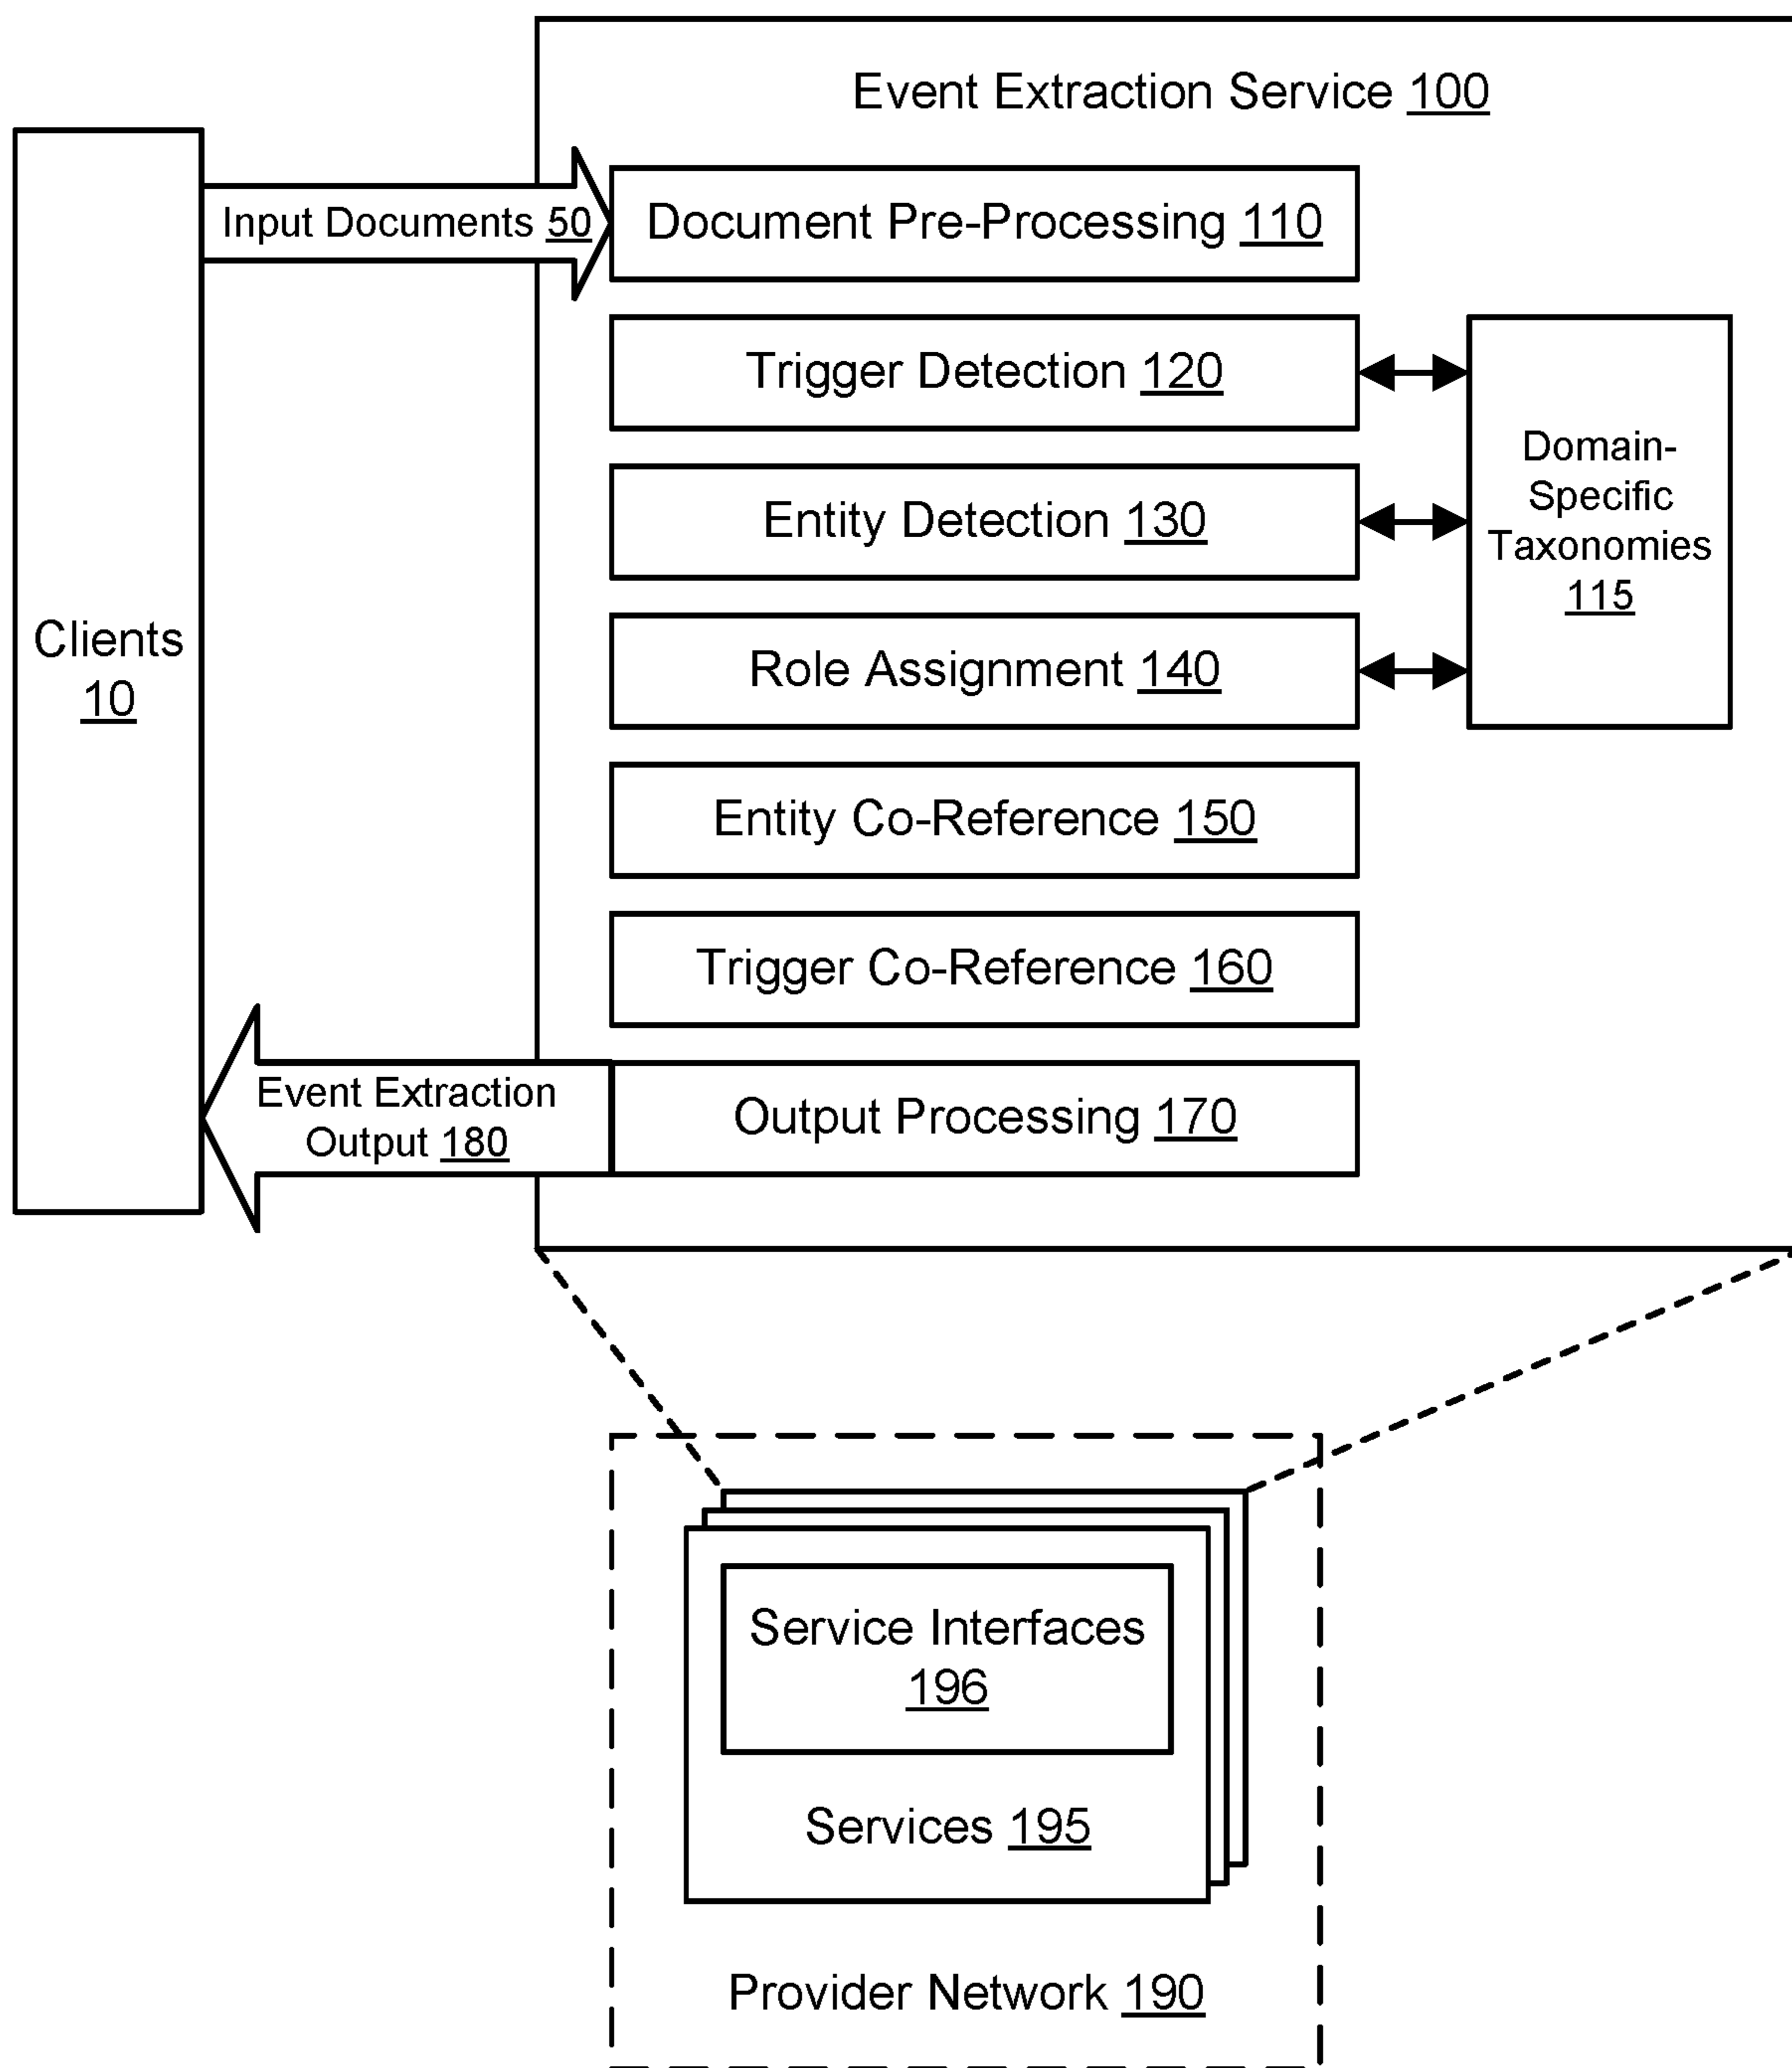 Event Extraction Service 100
Clients
10
Input Documents 50
Document Pre-Processing 110
Trigger Detection 120
Entity Detection 130
Role Assignment 140
Domain-
Specific
Taxonomies
115
Entity Co-Reference 150
Trigger Co-Reference 160
Event Extraction
Output 180
Output Processing 170
Service Interfaces
196
Services 195
Provider Network 190